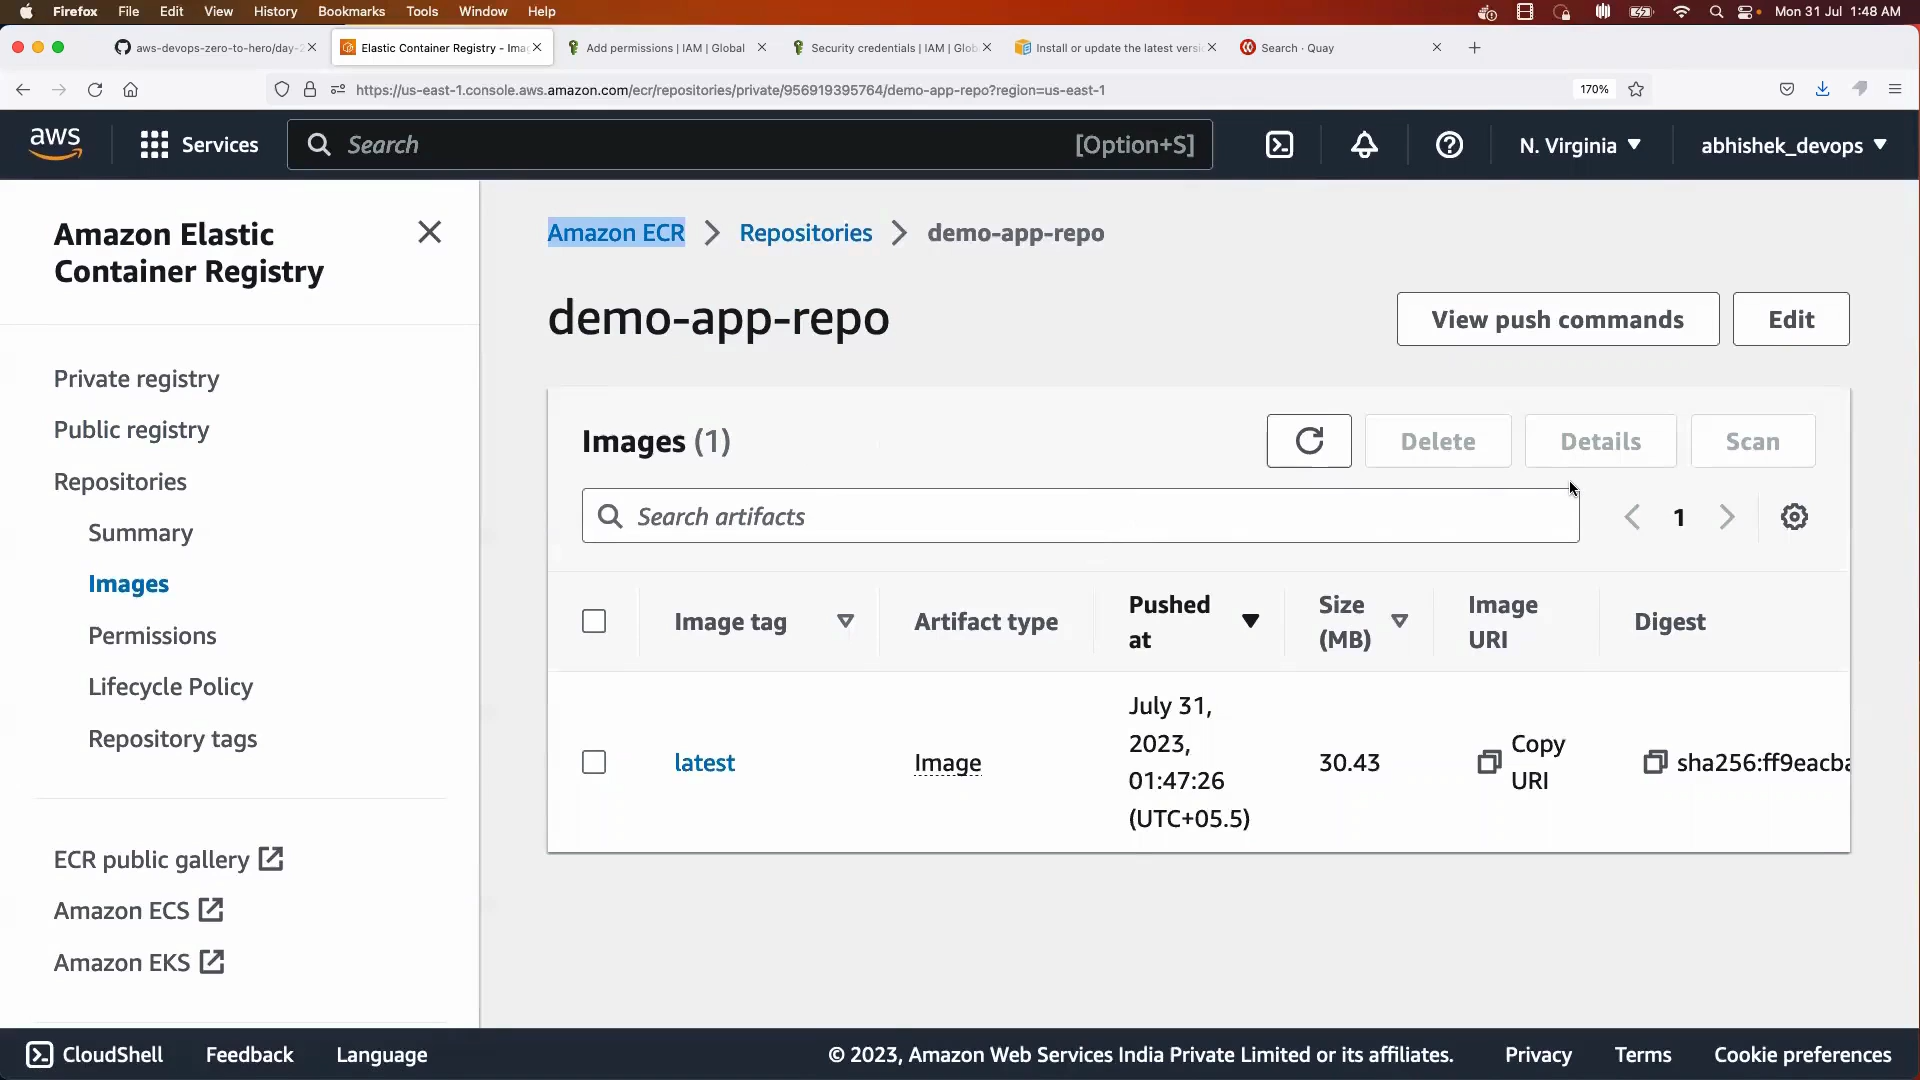 Firefox File Edit View History Bookmarks Tools Window Help Mon 31 Jul 1:48 AM
aws-devops-zero-to-hero/day-2 Elastic Container Registry - Imag Add permissions | IAM | Global Security credentials | IAM | Glob Install or update the latest versi Search · Quay
https://us-east-1.console.aws.amazon.com/ecr/repositories/private/956919395764/demo-app-repo?region=us-east-1 170%
aws Services Search [Option+S] N. Virginia abhishek_devops
Amazon Elastic
Container Registry
Private registry
Public registry
Repositories
Summary
Images
Permissions
Lifecycle Policy
Repository tags
ECR public gallery
Amazon ECS
Amazon EKS
Amazon ECR Repositories demo-app-repo
demo-app-repo View push commands Edit
Images (1) Delete Details Scan
Search artifacts 1
Image tag Artifact type Pushed at Size (MB) Image URI Digest
latest Image July 31, 2023, 01:47:26 (UTC+05.5) 30.43 Copy URI sha256:ff9eacba
CloudShell Feedback Language © 2023, Amazon Web Services India Private Limited or its affiliates. Privacy Terms Cookie preferences